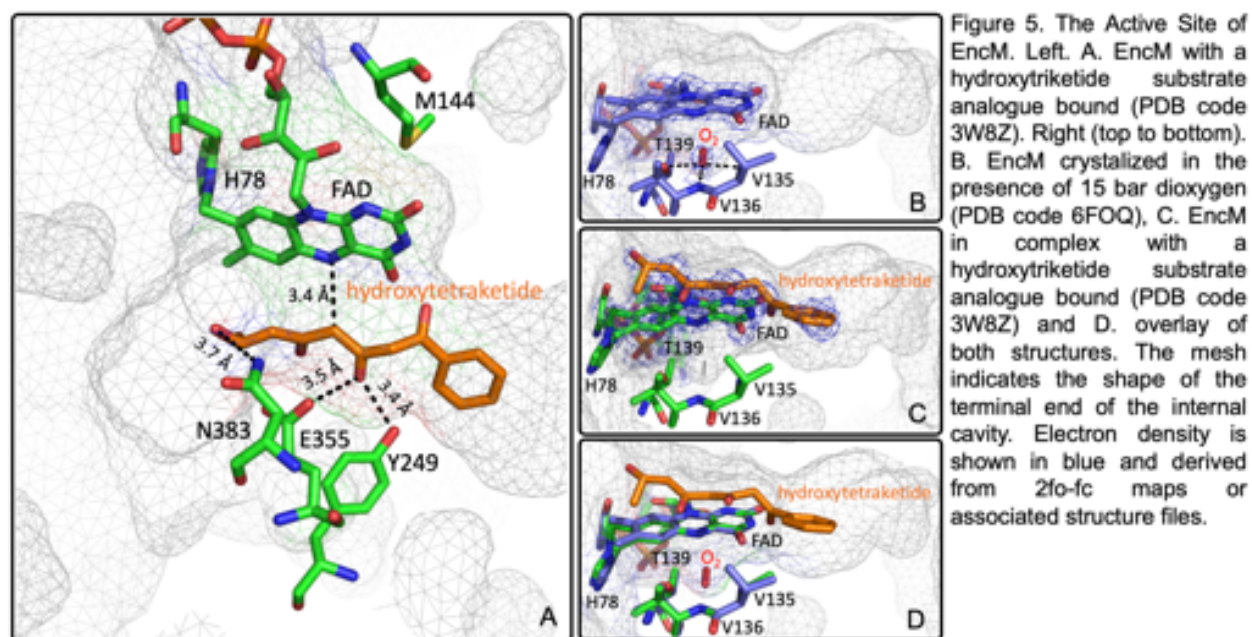 M144
H78
FAD
3.4 Å
hydroxytetraketide
3.7 Å
3.5 Å
3.4 Å
N383
E355
Y249
A
FAD
T139
O2
H78
V135
V136
B
hydroxytetraketide
FAD
T139
H78
V135
V136
C
hydroxytetraketide
FAD
T139
O2
H78
V135
V136
D
Figure 5. The Active Site of
EncM. Left. A. EncM with a
hydroxytriketide substrate
analogue bound (PDB code
3W8Z). Right (top to bottom).
B. EncM crystalized in the
presence of 15 bar dioxygen
(PDB code 6FOQ), C. EncM
in complex with a
hydroxytriketide substrate
analogue bound (PDB code
3W8Z) and D. overlay of
both structures. The mesh
indicates the shape of the
terminal end of the internal
cavity. Electron density is
shown in blue and derived
from 2fo-fc maps or
associated structure files.